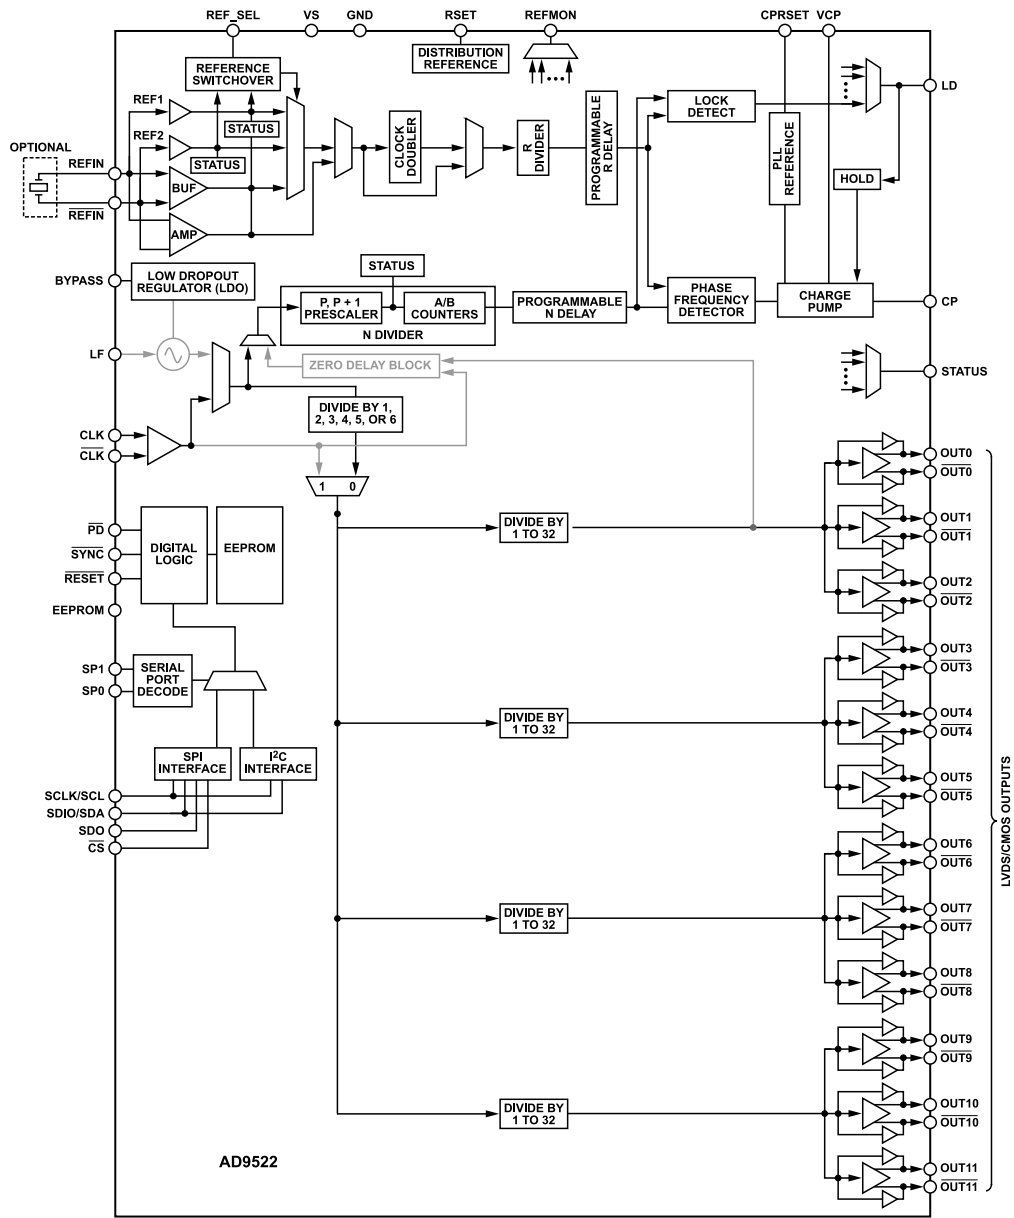 REF_SEL VS GND RSET REFMON CPRSET VCP
DISTRIBUTION
REFERENCE
REFERENCE
SWITCHOVER
REF1
STATUS
REF2
STATUS
OPTIONAL
REFIN
REFIN
BUF
AMP
CLOCK
DOUBLER
R
DIVIDER
PROGRAMMABLE
R DELAY
LOCK
DETECT
PLL
REFERENCE
LD
HOLD
BYPASS
LOW DROPOUT
REGULATOR (LDO)
STATUS
P, P + 1
PRESCALER
A/B
COUNTERS
N DIVIDER
PROGRAMMABLE
N DELAY
PHASE
FREQUENCY
DETECTOR
CHARGE
PUMP
CP
LF
ZERO DELAY BLOCK
STATUS
DIVIDE BY 1,
2, 3, 4, 5, OR 6
CLK
CLK
1 0
OUT0
OUT0
DIVIDE BY
1 TO 32
OUT1
OUT1
PD
SYNC
RESET
DIGITAL
LOGIC
EEPROM
EEPROM
OUT2
OUT2
SP1
SP0
SERIAL
PORT
DECODE
OUT3
OUT3
DIVIDE BY
1 TO 32
OUT4
OUT4
SPI
INTERFACE
I²C
INTERFACE
OUT5
OUT5
SCLK/SCL
SDIO/SDA
SDO
CS
OUT6
OUT6
LVDS/CMOS OUTPUTS
DIVIDE BY
1 TO 32
OUT7
OUT7
OUT8
OUT8
OUT9
OUT9
DIVIDE BY
1 TO 32
OUT10
OUT10
OUT11
OUT11
AD9522